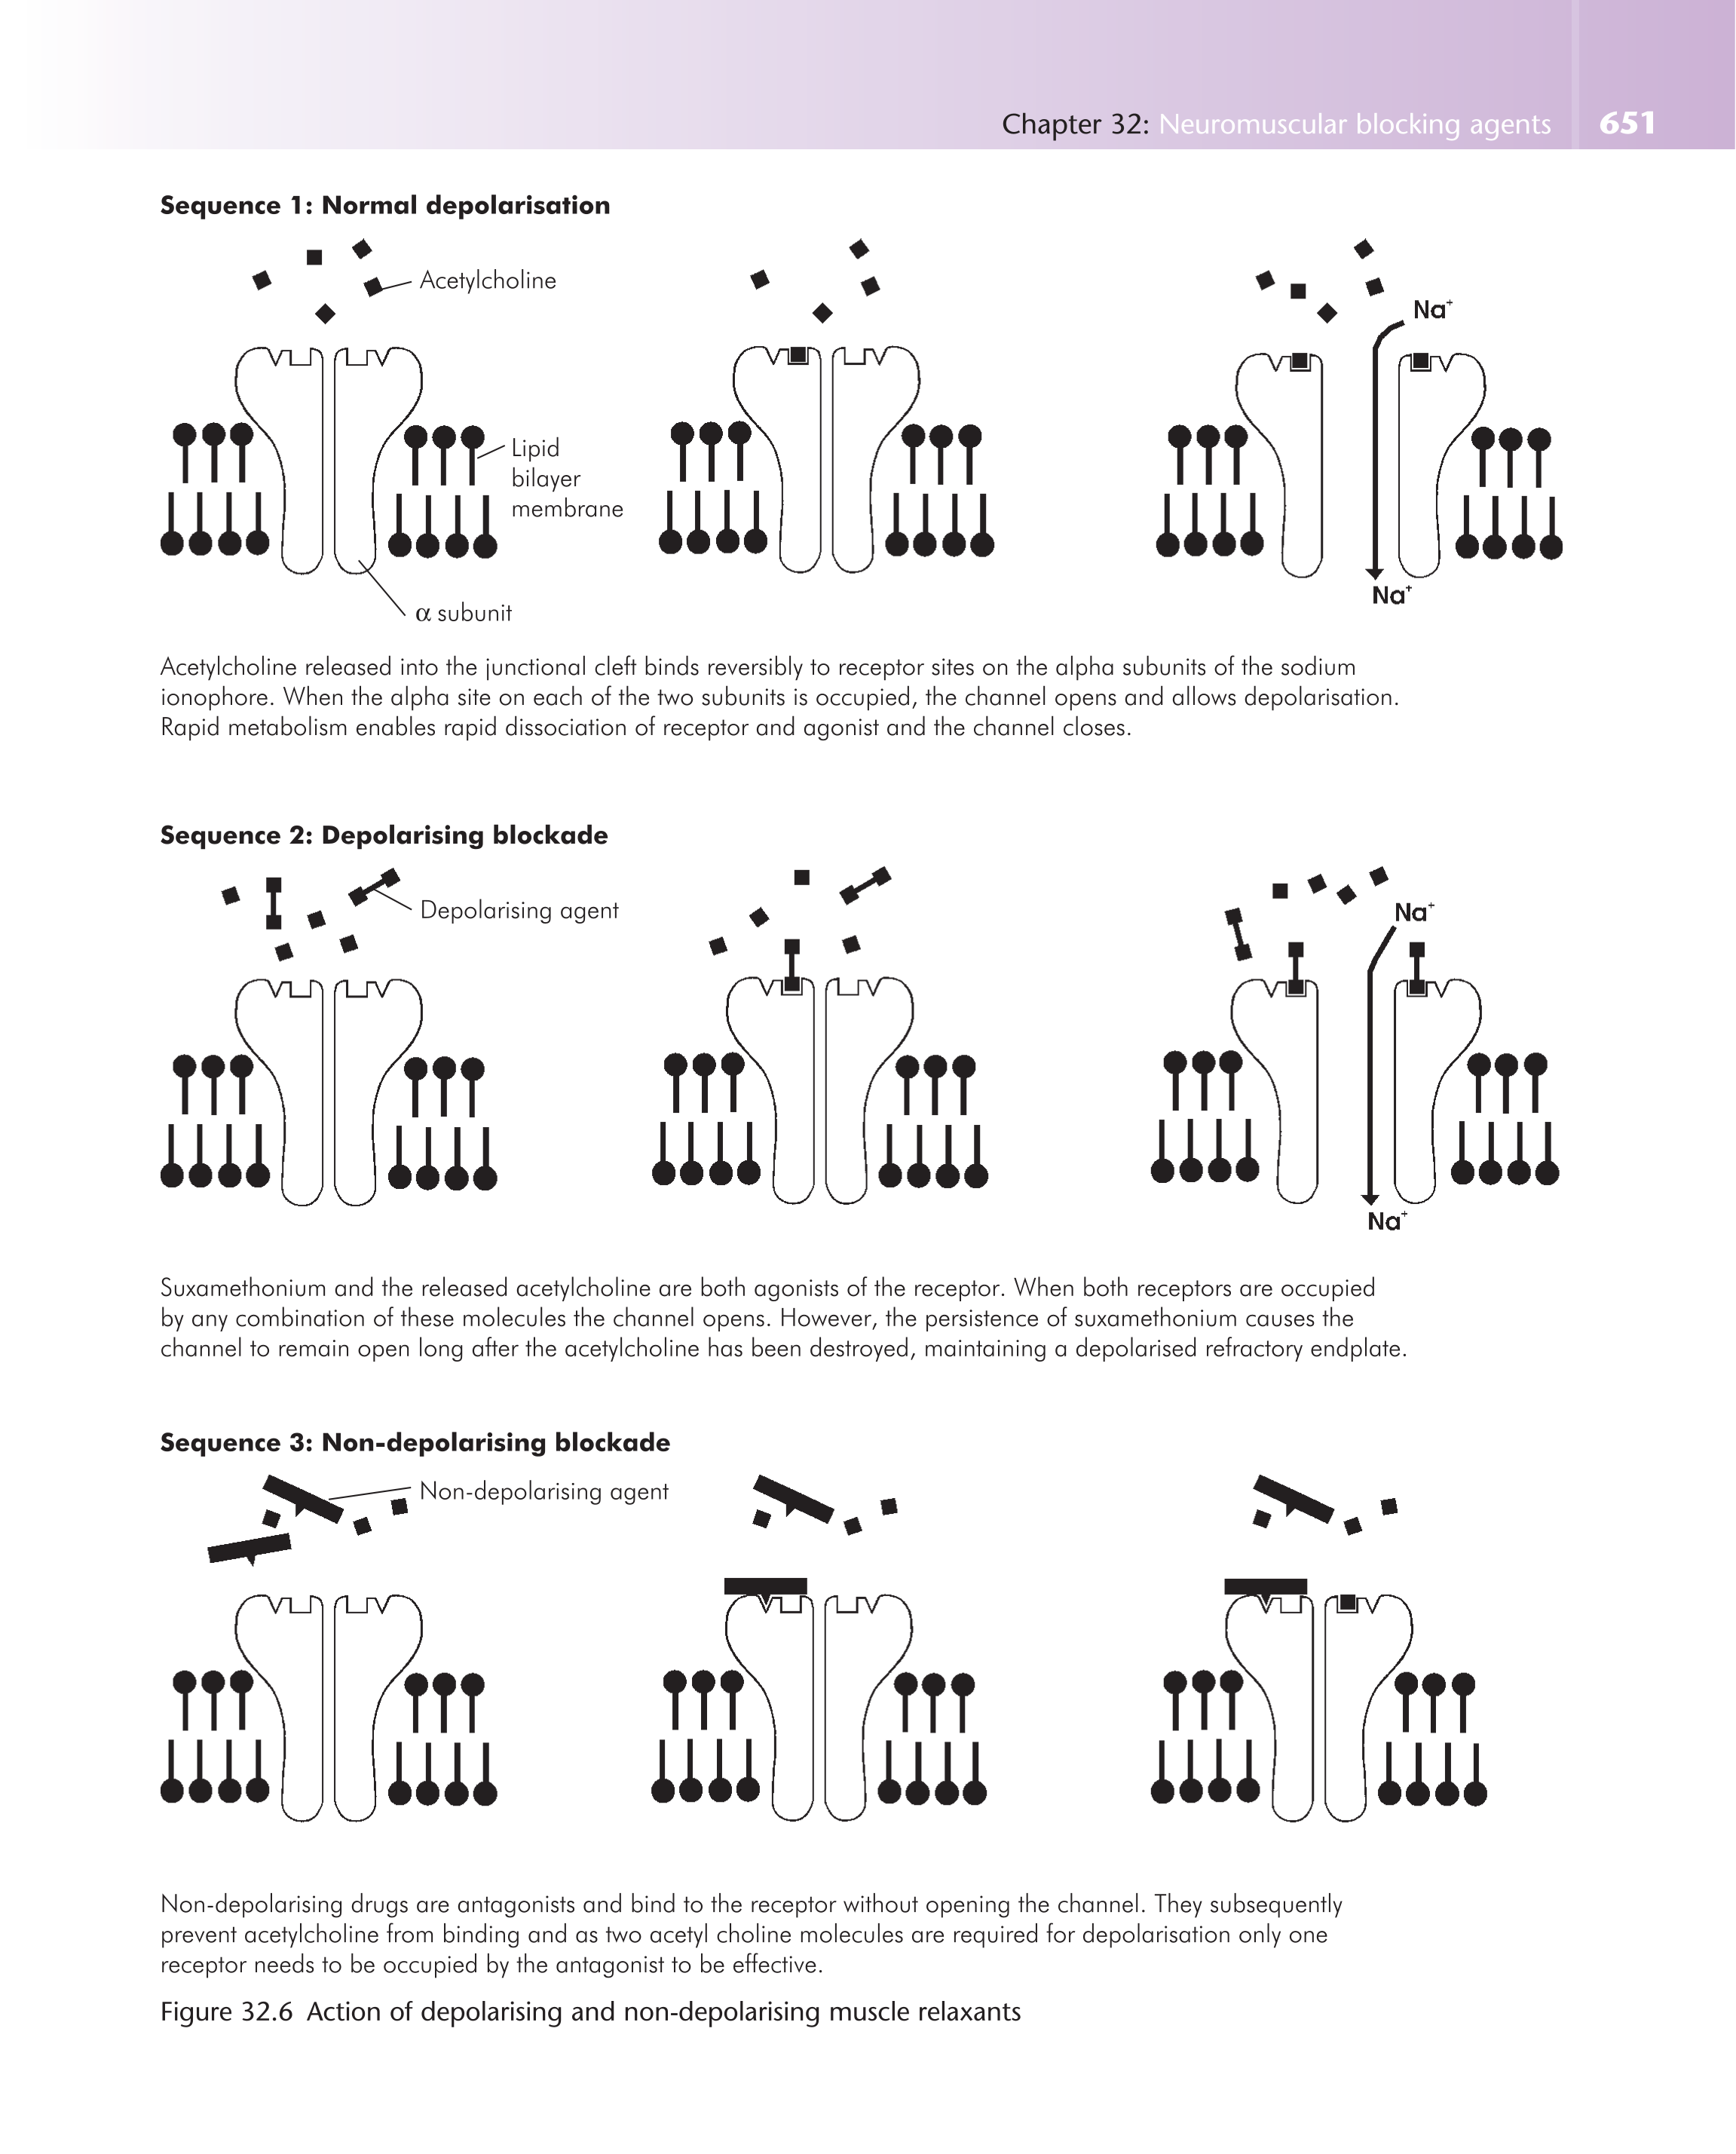 Chapter 32: Neuromuscular blocking agents 651
Sequence 1: Normal depolarisation
Acetylcholine
Na⁺
Lipid
bilayer
membrane
Na⁺
α subunit
Acetylcholine released into the junctional cleft binds reversibly to receptor sites on the alpha subunits of the sodium
ionophore. When the alpha site on each of the two subunits is occupied, the channel opens and allows depolarisation.
Rapid metabolism enables rapid dissociation of receptor and agonist and the channel closes.
Sequence 2: Depolarising blockade
Depolarising agent
Na⁺
Na⁺
Suxamethonium and the released acetylcholine are both agonists of the receptor. When both receptors are occupied
by any combination of these molecules the channel opens. However, the persistence of suxamethonium causes the
channel to remain open long after the acetylcholine has been destroyed, maintaining a depolarised refractory endplate.
Sequence 3: Non-depolarising blockade
Non-depolarising agent
Non-depolarising drugs are antagonists and bind to the receptor without opening the channel. They subsequently
prevent acetylcholine from binding and as two acetyl choline molecules are required for depolarisation only one
receptor needs to be occupied by the antagonist to be effective.
Figure 32.6 Action of depolarising and non-depolarising muscle relaxants